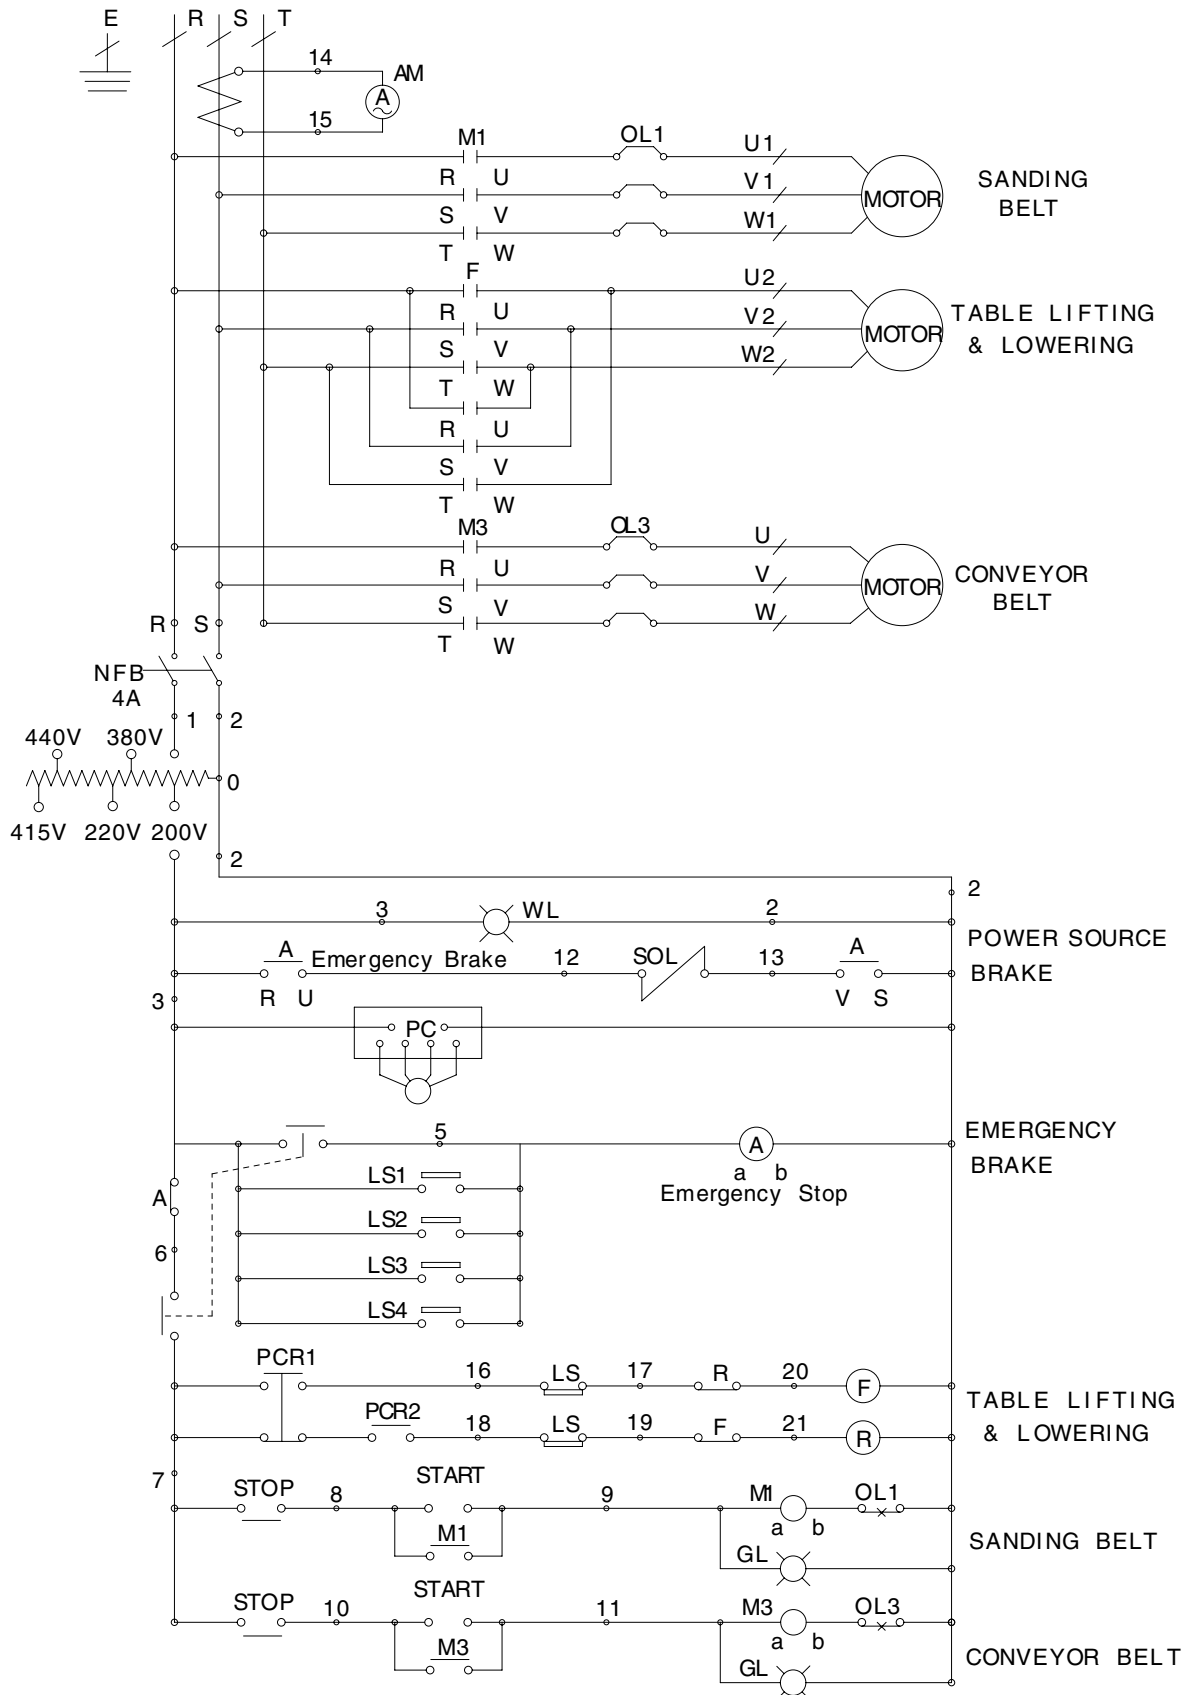 E R S T
14
AM
A
15
M1 OL1 U1
R U V1 MOTOR SANDING
S V W1 BELT
T W
F U2
R U V2 MOTOR TABLE LIFTING
S V W2 & LOWERING
T W
R U
S V
T W
M3 OL3 U
R U V MOTOR CONVEYOR
S V W BELT
T W
R S
NFB
4A
1 2
440V 380V
0
415V 220V 200V
2
2
3 WL 2
POWER SOURCE
A Emergency Brake 12 SOL 13 A
BRAKE
R U V S
3
PC
5 A EMERGENCY
a b BRAKE
Emergency Stop
LS1
A
LS2
6
LS3
LS4
PCR1 16 LS 17 R 20 F
TABLE LIFTING
PCR2 18 LS 19 F 21 R
& LOWERING
7
STOP 8 START 9 M1 OL1
M1 a b
SANDING BELT
GL
STOP 10 START 11 M3 OL3
M3 a b
CONVEYOR BELT
GL